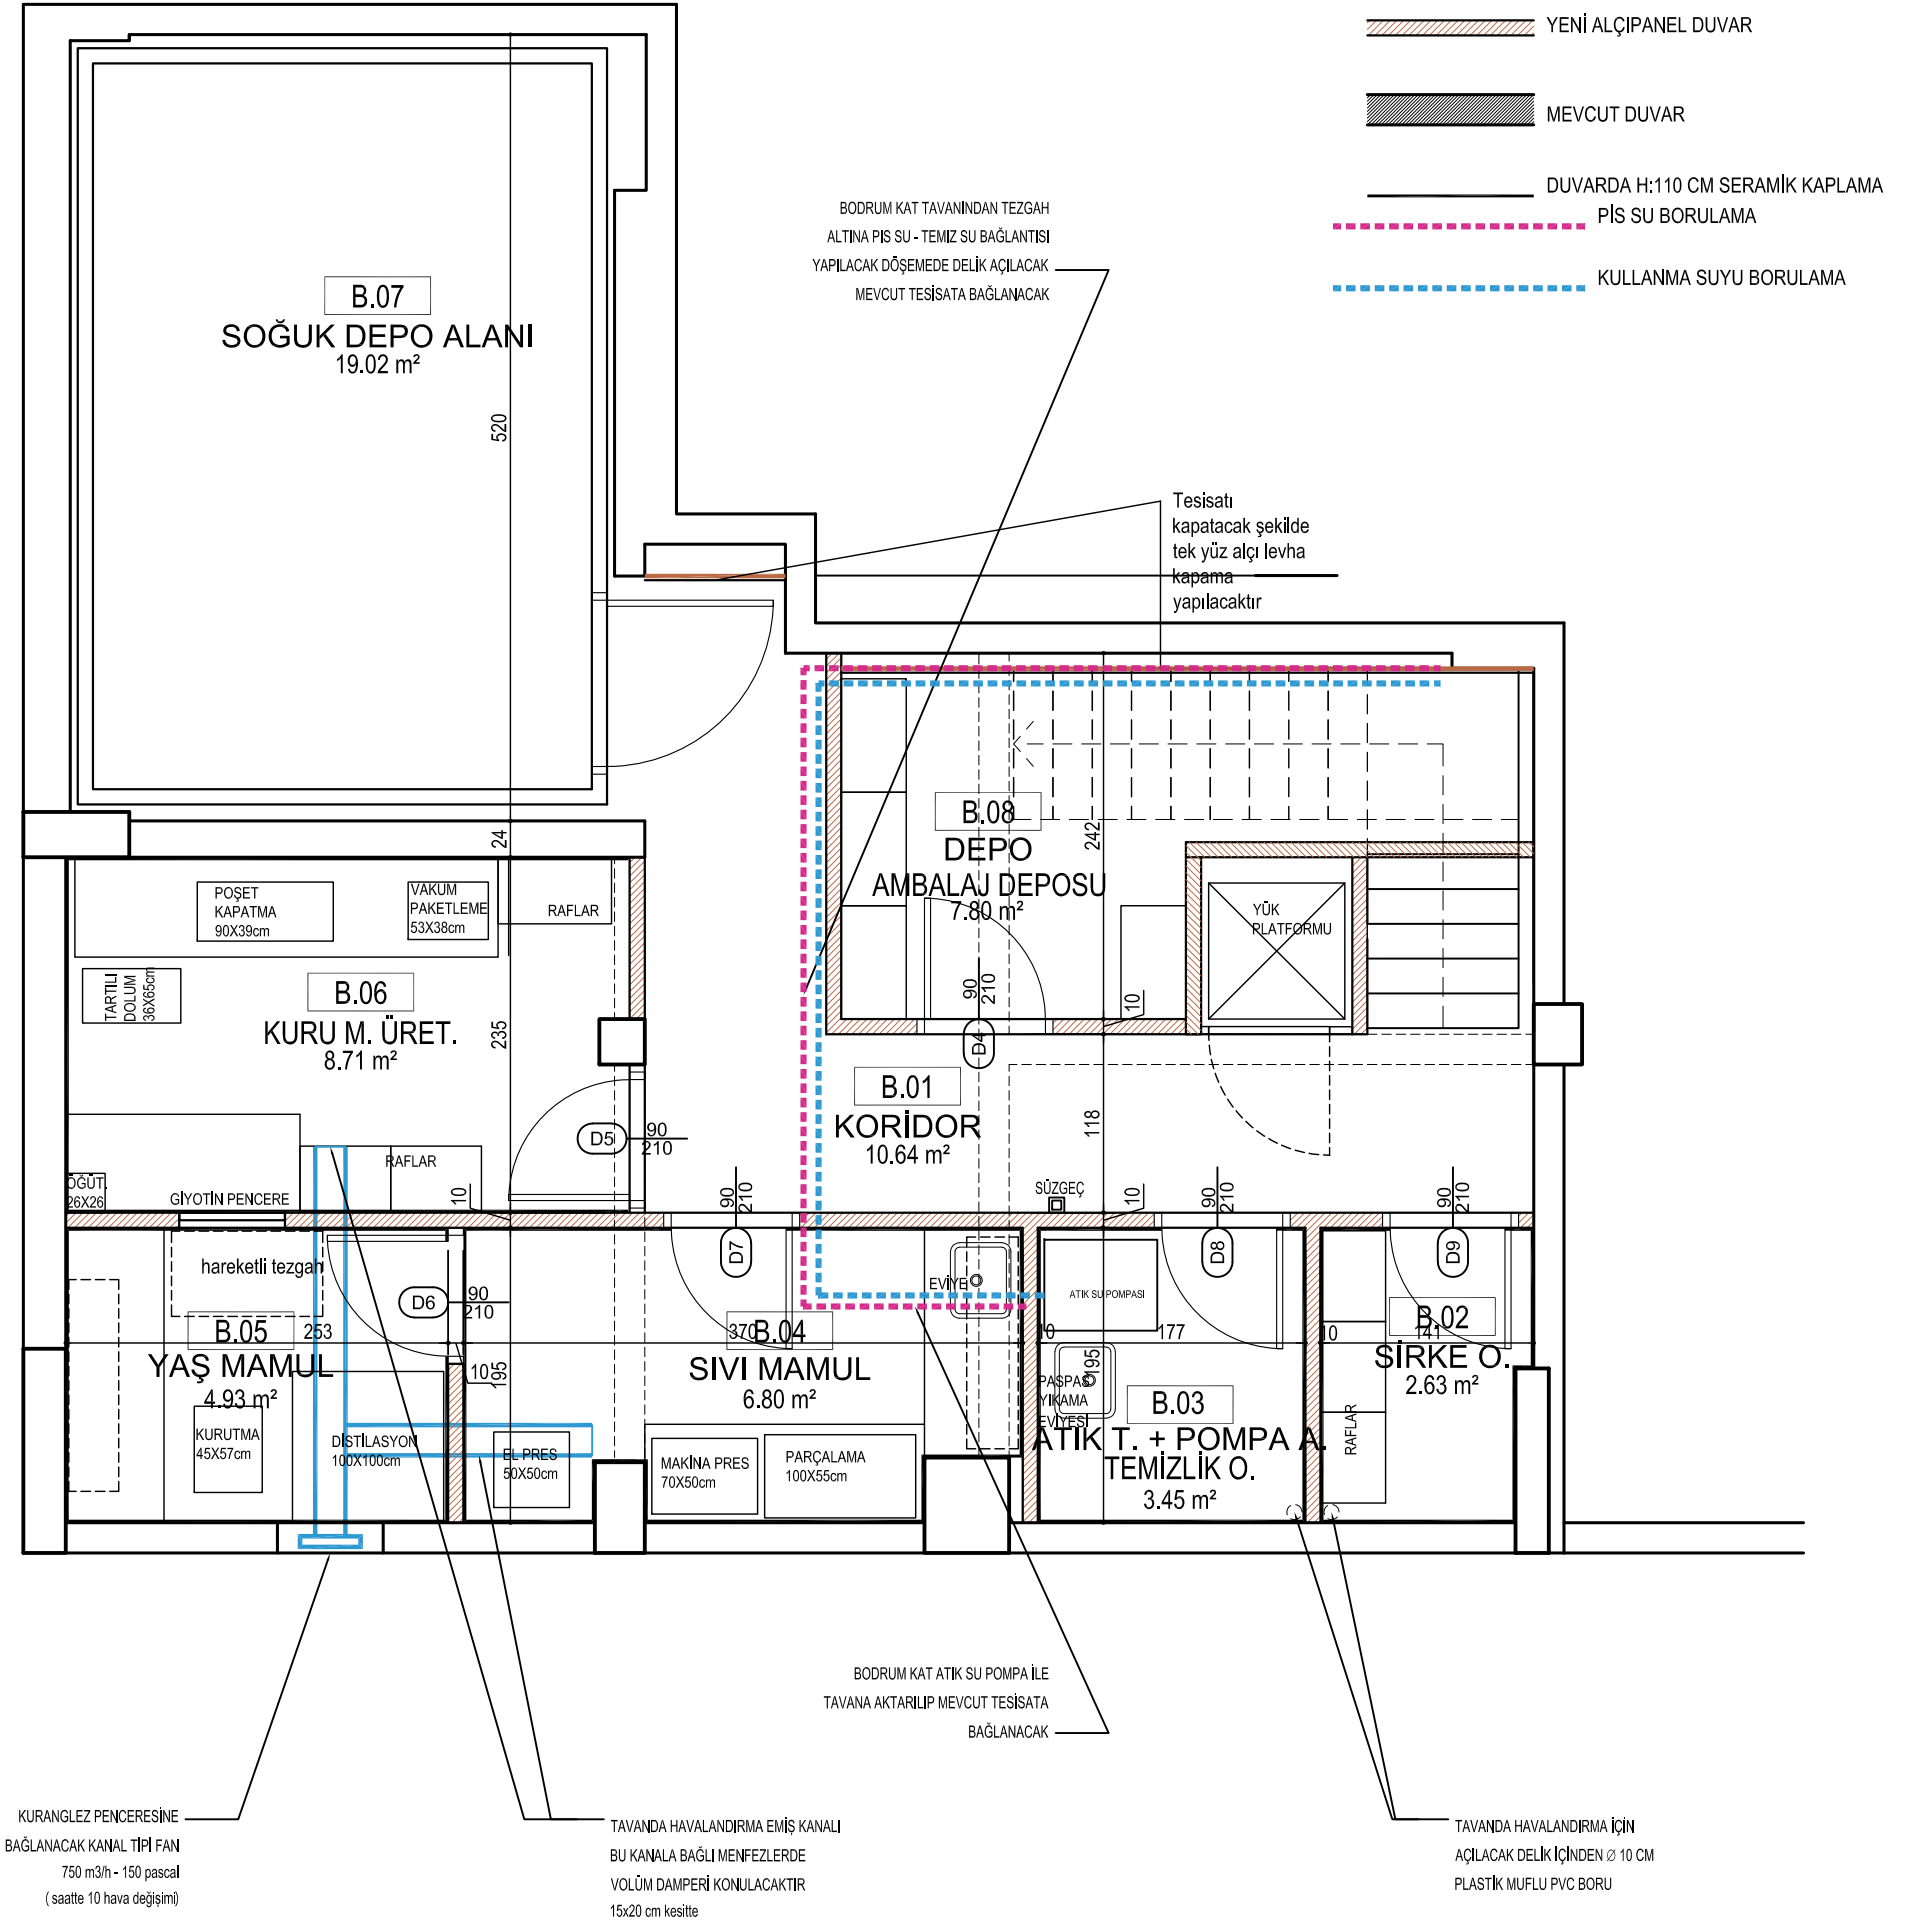 YENİ ALÇIPANEL DUVAR
MEVCUT DUVAR
DUVARDA H:110 CM SERAMİK KAPLAMA
PİS SU BORULAMA
KULLANMA SUYU BORULAMA
BODRUM KAT TAVANINDAN TEZGAH
ALTINA PIS SU - TEMIZ SU BAĞLANTISI
YAPILACAK DÖŞEMEDE DELİK AÇILACAK
MEVCUT TESİSATA BAĞLANACAK
B.07
SOĞUK DEPO ALANI
19.02 m²
520
Tesisatı
kapatacak şekilde
tek yüz alçı levha
kapama
yapılacaktır
24
B.08
DEPO
AMBALAJ DEPOSU
7.80 m²
242
90
210
D4
10
YÜK
PLATFORMU
POŞET
KAPATMA
90X39cm
VAKUM
PAKETLEME
53X38cm
RAFLAR
TARTILI
DOLUM
36X65cm
B.06
KURU M. ÜRET.
8.71 m²
235
B.01
KORİDOR
10.64 m²
118
D5
90
210
RAFLAR
ÖĞÜT.
26X26
GİYOTİN PENCERE
10
90
210
D7
SÜZGEÇ
10
90
210
D8
90
210
D9
hareketli tezgah
D6
90
210
EVİYE
ATIK SU POMPASI
B.05
253
YAŞ MAMUL
4.93 m²
10
195
370
B.04
SIVI MAMUL
6.80 m²
10
177
195
10
B.02
141
SİRKE O.
2.63 m²
PASPAS
YIKAMA
EVİYESİ
B.03
ATIK T. + POMPA A.
TEMİZLİK O.
3.45 m²
RAFLAR
KURUTMA
45X57cm
DİSTİLASYON
100X100cm
EL PRES
50X50cm
MAKİNA PRES
70X50cm
PARÇALAMA
100X55cm
BODRUM KAT ATIK SU POMPA İLE
TAVANA AKTARILIP MEVCUT TESİSATA
BAĞLANACAK
KURANGLEZ PENCERESİNE
BAĞLANACAK KANAL TİPİ FAN
750 m3/h - 150 pascal
( saatte 10 hava değişimi)
TAVANDA HAVALANDIRMA EMİŞ KANALI
BU KANALA BAĞLI MENFEZLERDE
VOLÜM DAMPERİ KONULACAKTIR
15x20 cm kesitte
TAVANDA HAVALANDIRMA İÇİN
AÇILACAK DELİK İÇİNDEN Ø 10 CM
PLASTİK MUFLU PVC BORU